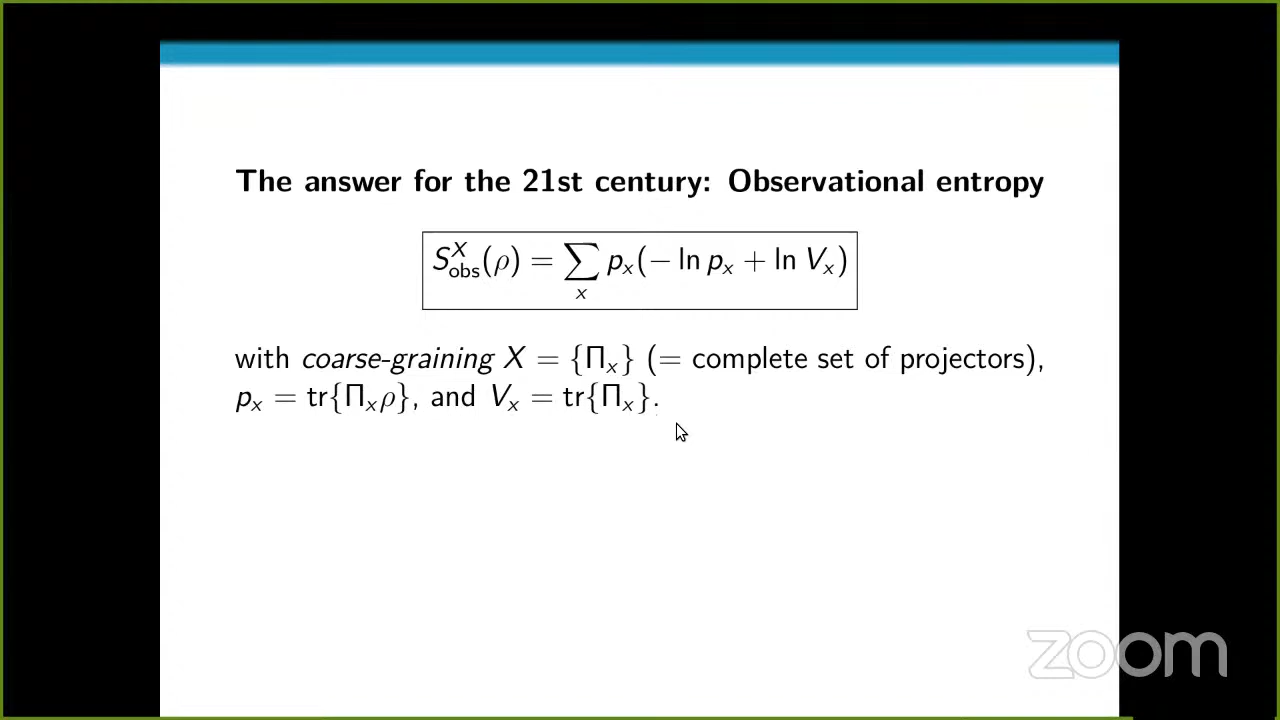 The answer for the 21st century: Observational entropy
S^X_obs(ρ) = ∑_x p_x(− ln p_x + ln V_x)
with coarse-graining X = {Π_x} (= complete set of projectors),
p_x = tr{Π_xρ}, and V_x = tr{Π_x}.
zoom